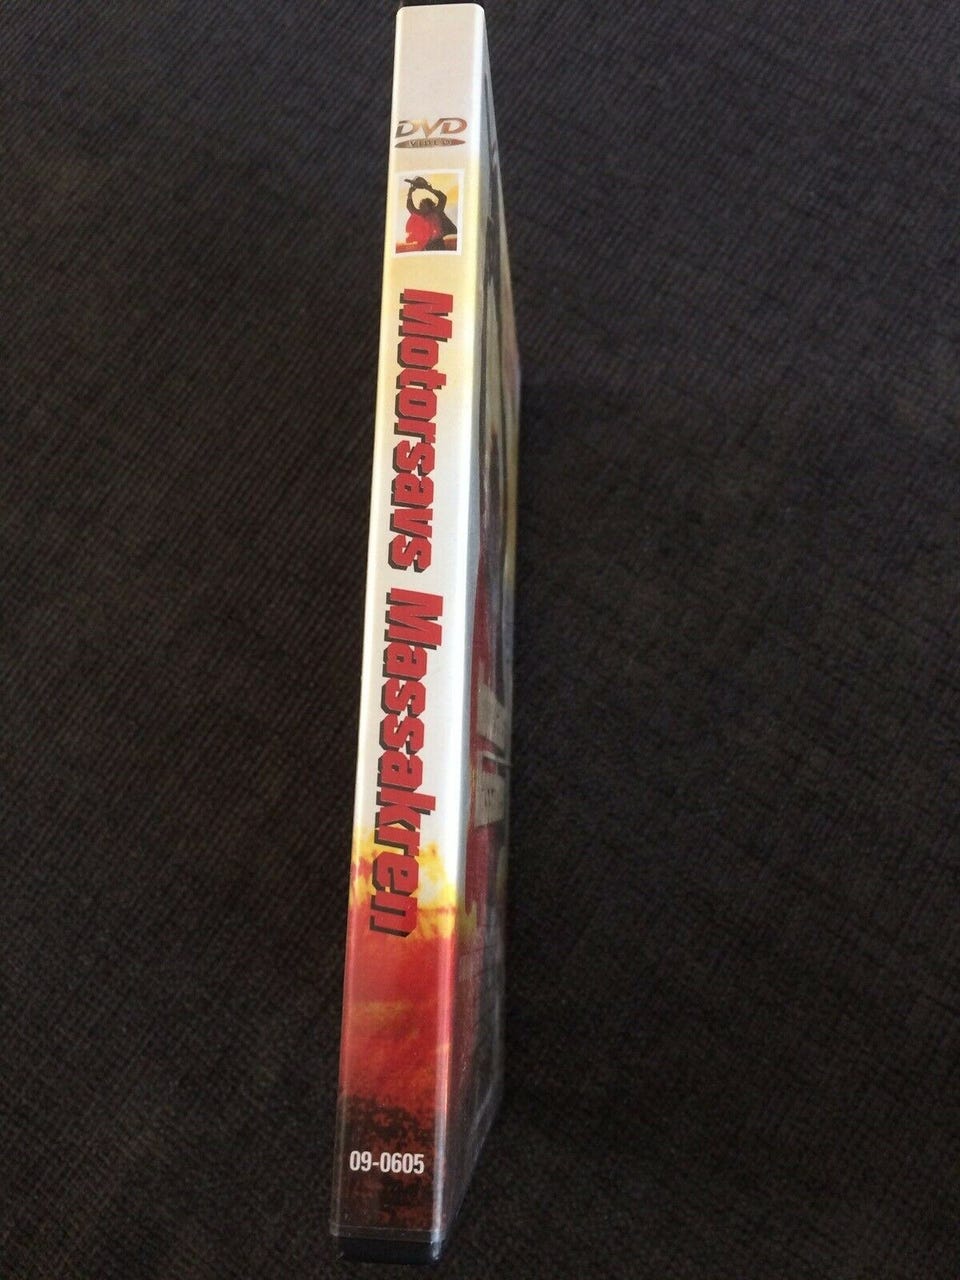 DVD
VIDEO
Motorsavs Massakren
09-0605